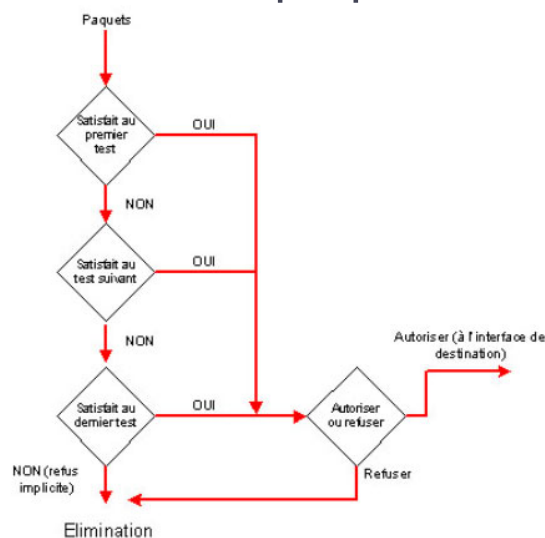 Paquets
Satisfait au
premier
test
OUI
NON
Satisfait au
test suivant
OUI
NON
Autoriser (à l'interface de
destination)
Satisfait au
dernier test
OUI
Autoriser
ou refuser
NON (refus
implicite)
Refuser
Elimination